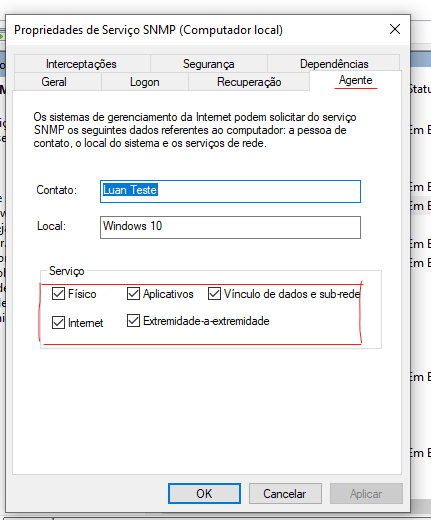 Propriedades de Serviço SNMP (Computador local)
Interceptações Segurança Dependências
Geral Logon Recuperação Agente
Os sistemas de gerenciamento da Internet podem solicitar do serviço
SNMP os seguintes dados referentes ao computador: a pessoa de
contato, o local do sistema e os serviços de rede.
Contato: Luan Teste
Local: Windows 10
Serviço
Físico Aplicativos Vínculo de dados e sub-rede
Internet Extremidade-a-extremidade
OK Cancelar Aplicar
Statu
Em E
Em E
Em E
Em E
Em E
Em E
Em E
Em E